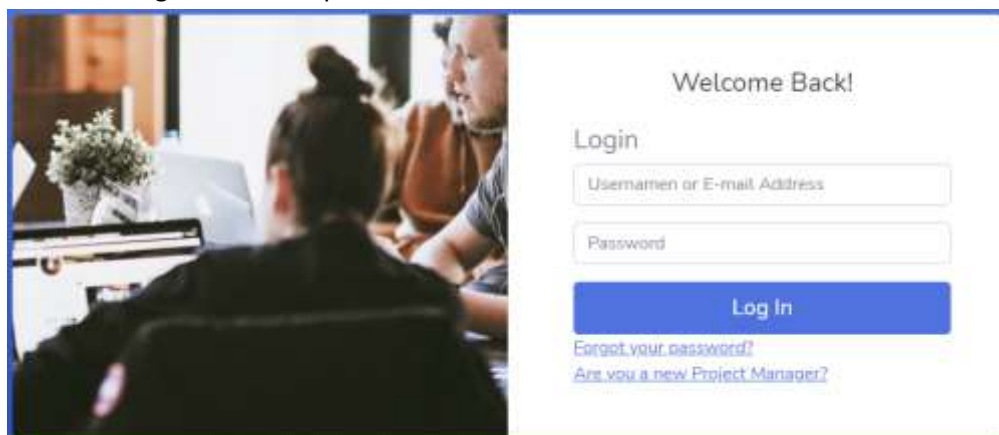 Welcome Back!
Login
Usernamen or E-mail Address
Password
Log In
Forgot your password?
Are you a new Project Manager?